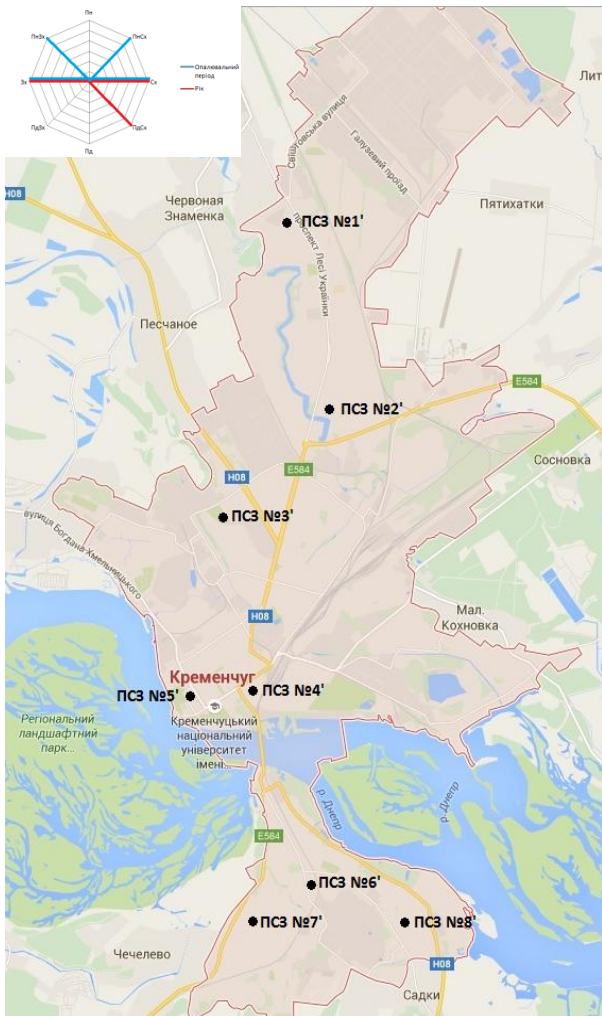 Пн
ПнЗх
ПнСх
Зх
Сх
ПдЗх
ПдСх
Пд
Опалювальний
період
Рік
Лит
Свіштовська вулиця
Галузевий проїзд
H08
Червоная
Знаменка
Пятихатки
ПСЗ №1'
проспект Лесі Українки
Песчаное
E584
ПСЗ №2'
Сосновка
H08
E584
ПСЗ №3'
вулиця Богдана Хмельницького
H08
Мал.
Кохновка
Кременчуг
ПСЗ №5'
ПСЗ №4'
Регіональний
ландшафтний
парк...
Кременчуцький
національний
університет
імені...
р. Днепр
р. Днепр
E584
ПСЗ №6'
ПСЗ №7'
ПСЗ №8'
Чечелево
H08
Садки